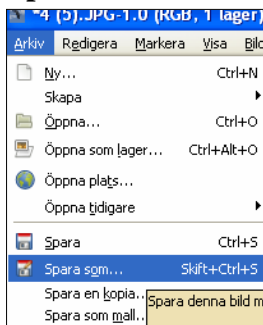 *4 (5).JPG-1.0 (RGB, 1 lager)
Arkiv Redigera Markera Visa Bild
Ny... Ctrl+N
Skapa
Öppna... Ctrl+O
Öppna som lager... Ctrl+Alt+O
Öppna plats...
Öppna tidigare
Spara Ctrl+S
Spara som... Skift+Ctrl+S
Spara en kopia..
Spara denna bild m
Spara som mall..